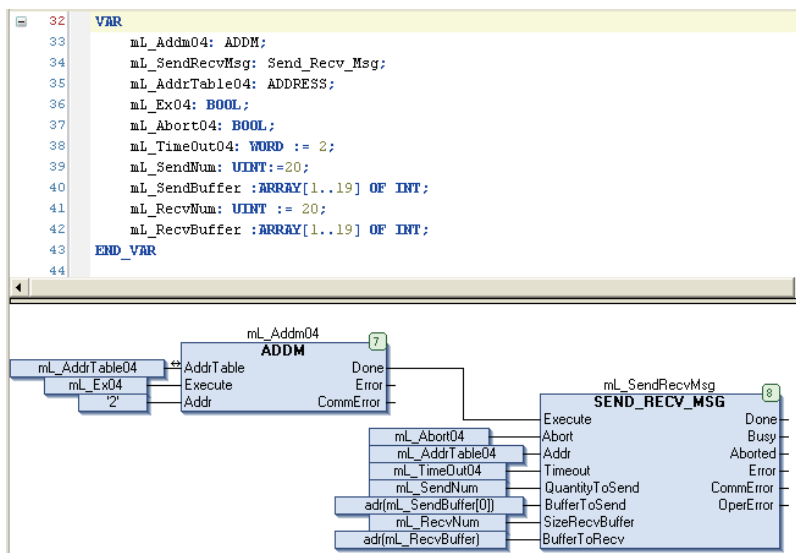 32 VAR
33 mL_Addm04: ADDM;
34 mL_SendRecvMsg: Send_Recv_Msg;
35 mL_AddrTable04: ADDRESS;
36 mL_Ex04: BOOL;
37 mL_Abort04: BOOL;
38 mL_TimeOut04: WORD := 2;
39 mL_SendNum: UINT:=20;
40 mL_SendBuffer :ARRAY[1..19] OF INT;
41 mL_RecvNum: UINT := 20;
42 mL_RecvBuffer :ARRAY[1..19] OF INT;
43 END_VAR
44
mL_Addm04
ADDM 7
mL_AddrTable04 AddrTable Done
mL_Ex04 Execute Error
'2' Addr CommError
mL_SendRecvMsg
SEND_RECV_MSG 8
Execute Done
mL_Abort04 Abort Busy
mL_AddrTable04 Addr Aborted
mL_TimeOut04 Timeout Error
mL_SendNum QuantityToSend CommError
adr(mL_SendBuffer[0]) BufferToSend OperError
mL_RecvNum SizeRecvBuffer
adr(mL_RecvBuffer) BufferToRecv